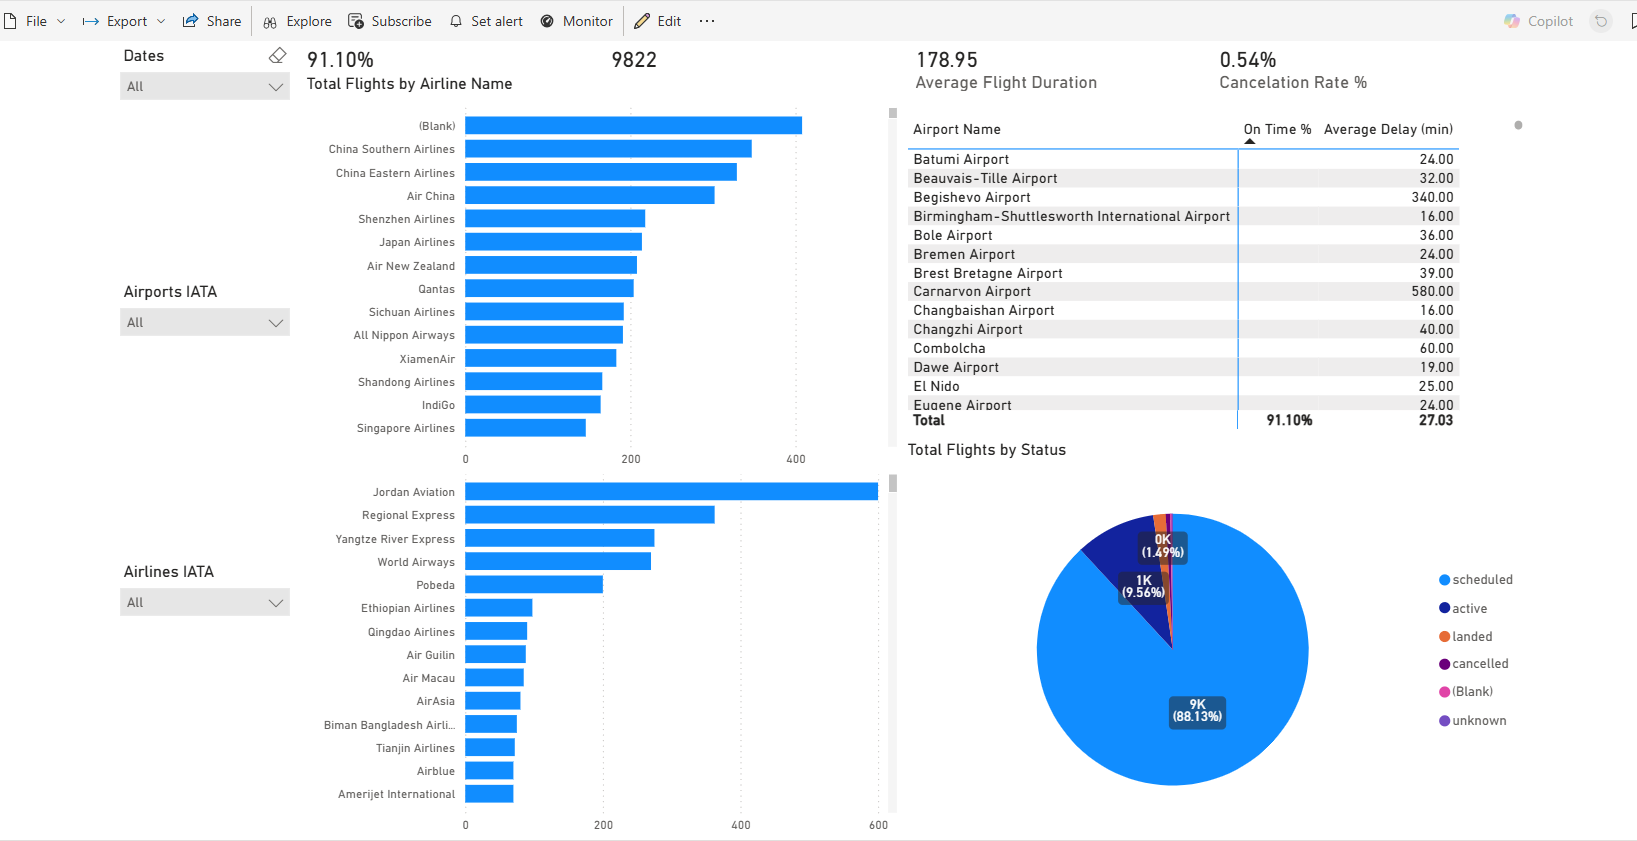 File Export Share Explore Subscribe Set alert Monitor Edit ... Copilot
Dates
All
Airports IATA
All
Airlines IATA
All
91.10%
9822
178.95
Average Flight Duration
0.54%
Cancelation Rate %
Total Flights by Airline Name
(Blank)
China Southern Airlines
China Eastern Airlines
Air China
Shenzhen Airlines
Japan Airlines
Air New Zealand
Qantas
Sichuan Airlines
All Nippon Airways
XiamenAir
Shandong Airlines
IndiGo
Singapore Airlines
0 200 400
Jordan Aviation
Regional Express
Yangtze River Express
World Airways
Pobeda
Ethiopian Airlines
Qingdao Airlines
Air Guilin
Air Macau
AirAsia
Biman Bangladesh Airli...
Tianjin Airlines
Airblue
Amerijet International
0 200 400 600
Airport Name On Time % Average Delay (min)
Batumi Airport 24.00
Beauvais-Tille Airport 32.00
Begishevo Airport 340.00
Birmingham-Shuttlesworth International Airport 16.00
Bole Airport 36.00
Bremen Airport 24.00
Brest Bretagne Airport 39.00
Carnarvon Airport 580.00
Changbaishan Airport 16.00
Changzhi Airport 40.00
Combolcha 60.00
Dawe Airport 19.00
El Nido 25.00
Eugene Airport 24.00
Total 91.10% 27.03
Total Flights by Status
0K
(1.49%)
1K
(9.56%)
9K
(88.13%)
scheduled
active
landed
cancelled
(Blank)
unknown